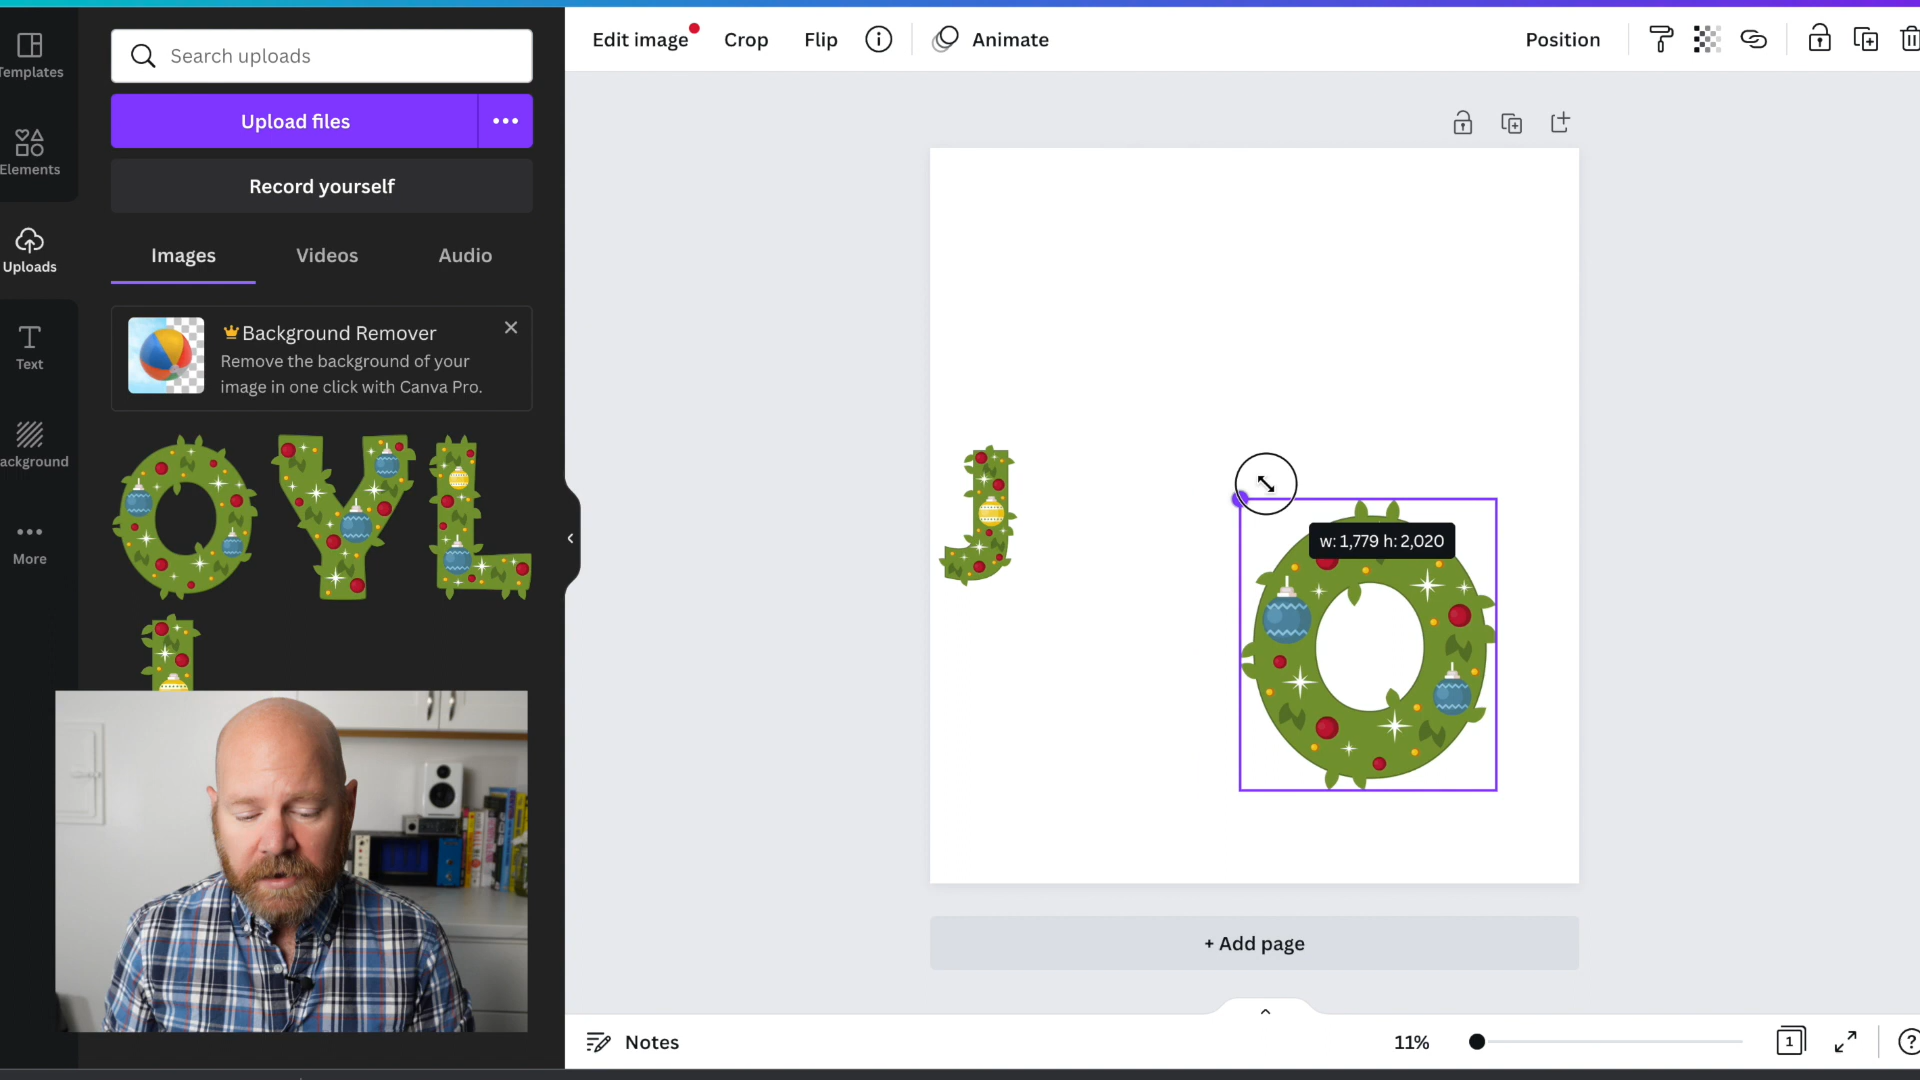 Templates
Elements
Uploads
Text
ackground
More
Search uploads
Upload files
Record yourself
Images
Videos
Audio
Background Remover
Remove the background of your
image in one click with Canva Pro.
O Y L
J
Edit image
Crop
Flip
Animate
Position
J
O
w: 1,779 h: 2,020
+ Add page
Notes
11%
1
?